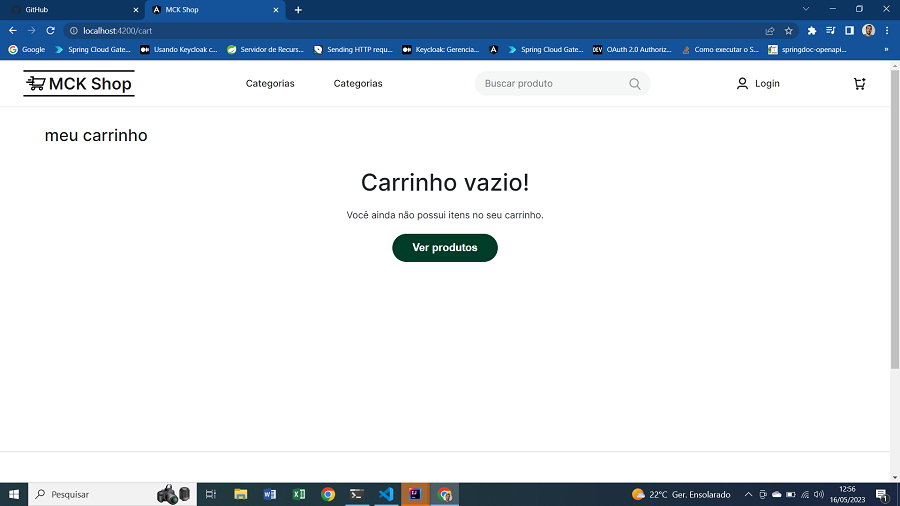 GitHub
MCK Shop
localhost:4200/cart
Google
Spring Cloud Gate...
Usando Keycloak c...
Servidor de Recurs...
Sending HTTP requ...
Keycloak: Gerencia...
Spring Cloud Gate...
DEV
OAuth 2.0 Authoriz...
Como executar o S...
springdoc-openapi...
»
MCK Shop
Categorias
Categorias
Buscar produto
Login
meu carrinho
Carrinho vazio!
Você ainda não possui itens no seu carrinho.
Ver produtos
Pesquisar
22°C Ger. Ensolarado
12:56
16/05/2023
1